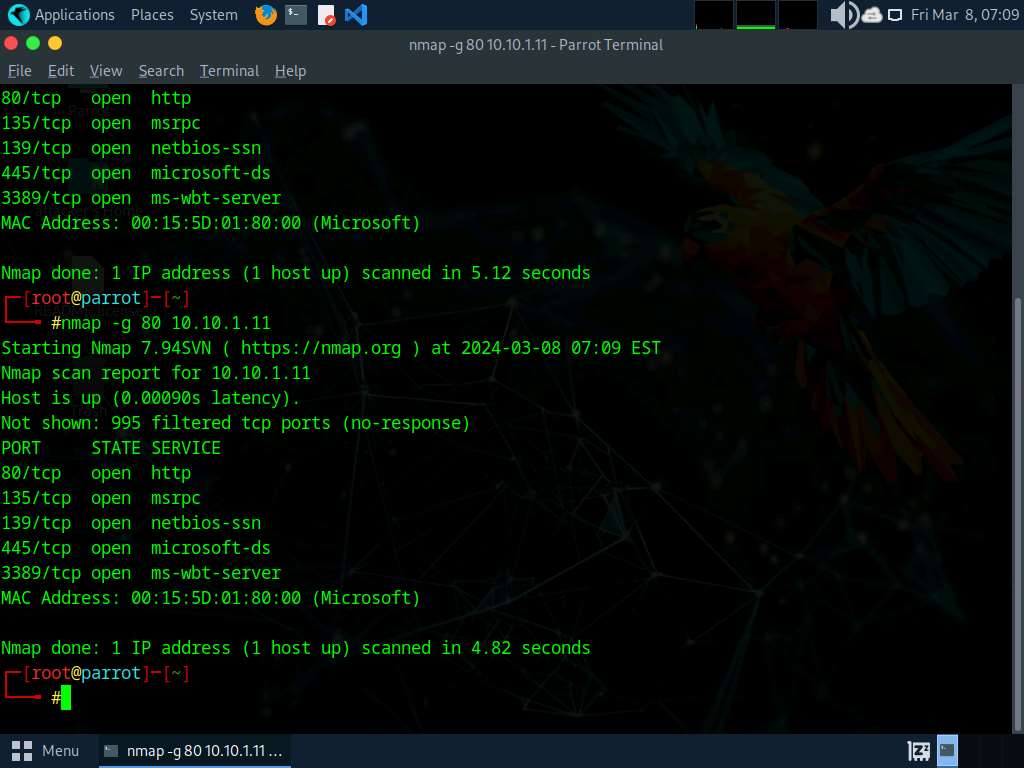 Applications Places System Fri Mar 8, 07:09
nmap -g 80 10.10.1.11 - Parrot Terminal
File Edit View Search Terminal Help
80/tcp open http
135/tcp open msrpc
139/tcp open netbios-ssn
445/tcp open microsoft-ds
3389/tcp open ms-wbt-server
MAC Address: 00:15:5D:01:80:00 (Microsoft)
Nmap done: 1 IP address (1 host up) scanned in 5.12 seconds
[root@parrot]-[~]
#nmap -g 80 10.10.1.11
Starting Nmap 7.94SVN ( https://nmap.org ) at 2024-03-08 07:09 EST
Nmap scan report for 10.10.1.11
Host is up (0.00090s latency).
Not shown: 995 filtered tcp ports (no-response)
PORT STATE SERVICE
80/tcp open http
135/tcp open msrpc
139/tcp open netbios-ssn
445/tcp open microsoft-ds
3389/tcp open ms-wbt-server
MAC Address: 00:15:5D:01:80:00 (Microsoft)
Nmap done: 1 IP address (1 host up) scanned in 4.82 seconds
[root@parrot]-[~]
#
Menu nmap -g 80 10.10.1.11 ...